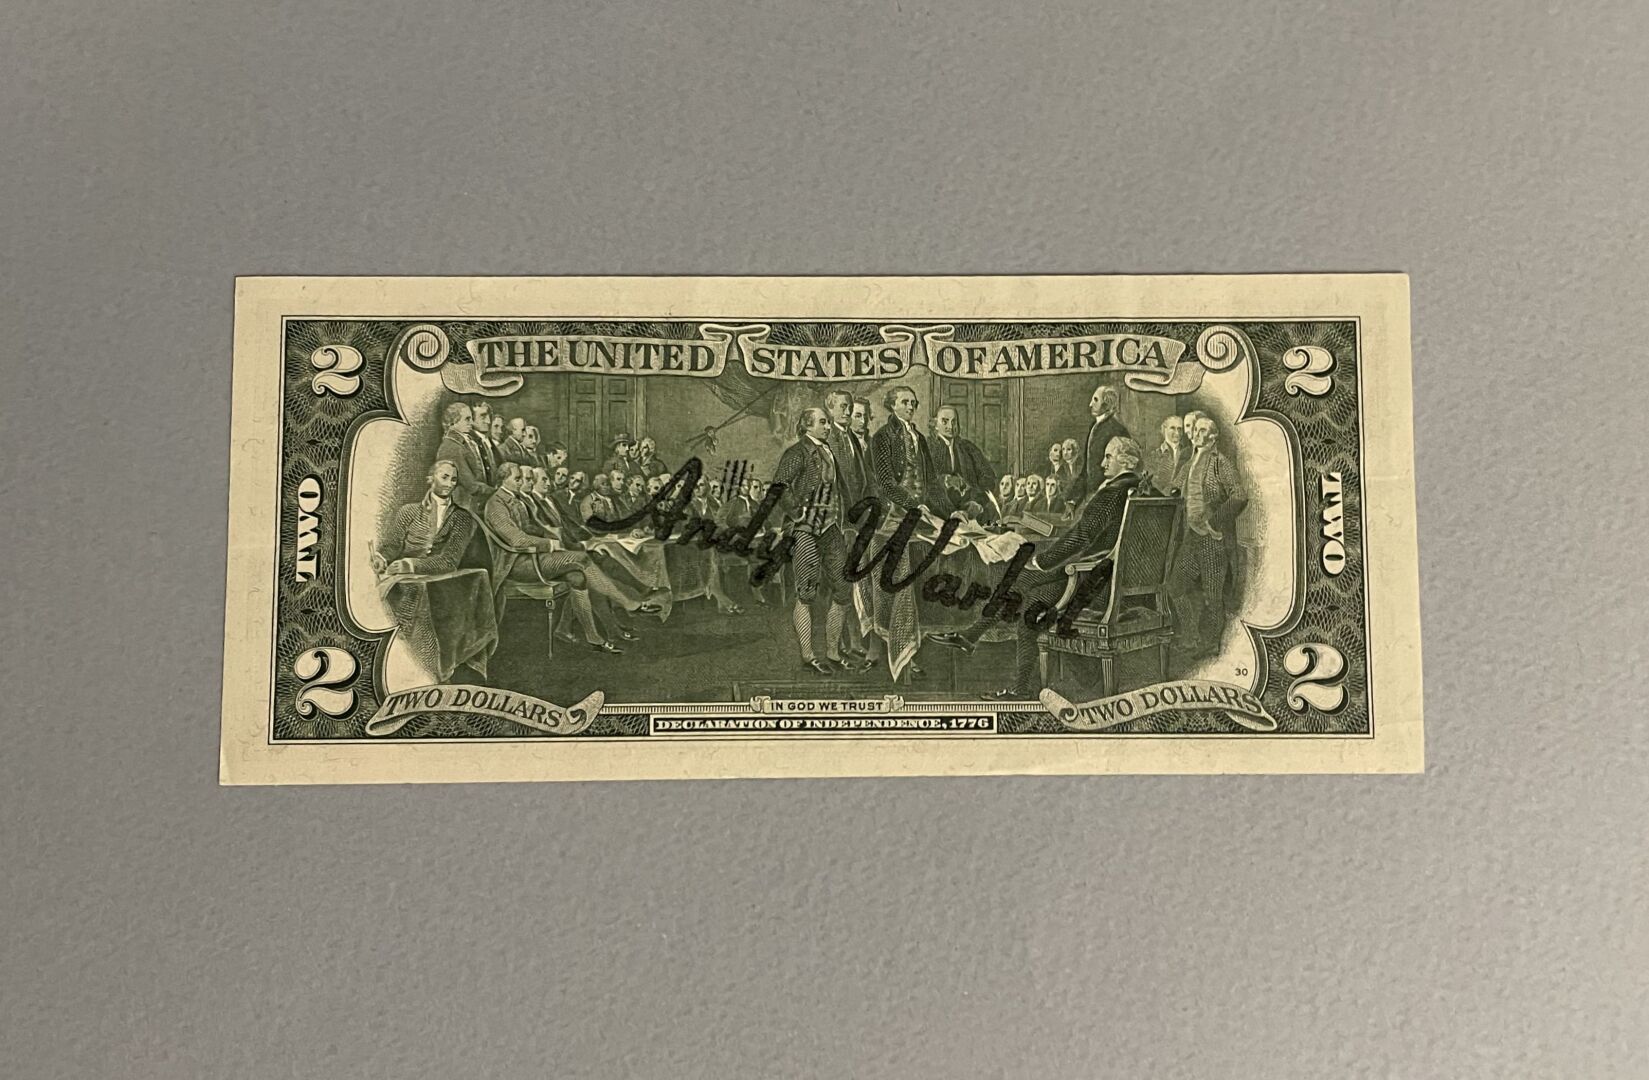 2 THE UNITED STATES OF AMERICA 2
TWO
TWO
Andy Warhol
30
2 TWO DOLLARS
IN GOD WE TRUST
TWO DOLLARS 2
DECLARATION OF INDEPENDENCE, 1776